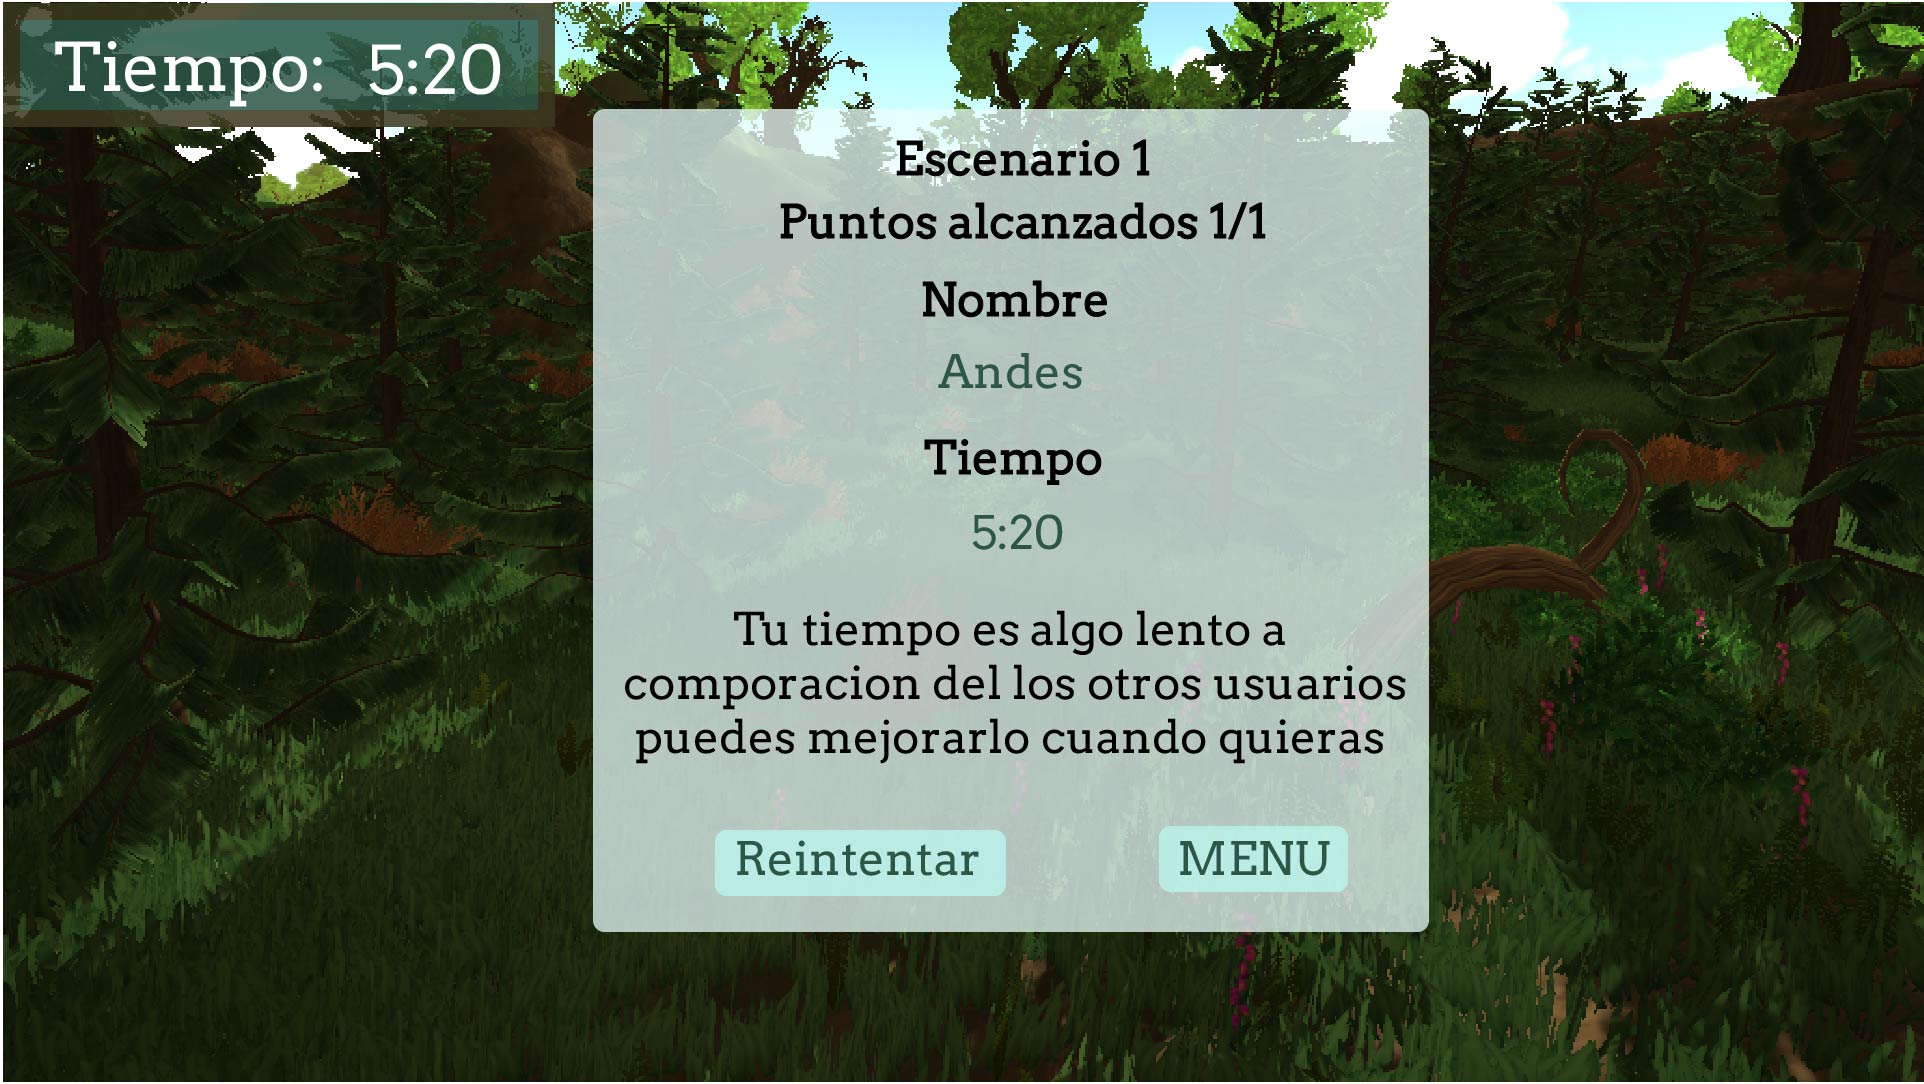 Tiempo: 5:20
Escenario 1
Puntos alcanzados 1/1
Nombre
Andes
Tiempo
5:20
Tu tiempo es algo lento a
comporacion del los otros usuarios
puedes mejorarlo cuando quieras
Reintentar
MENU